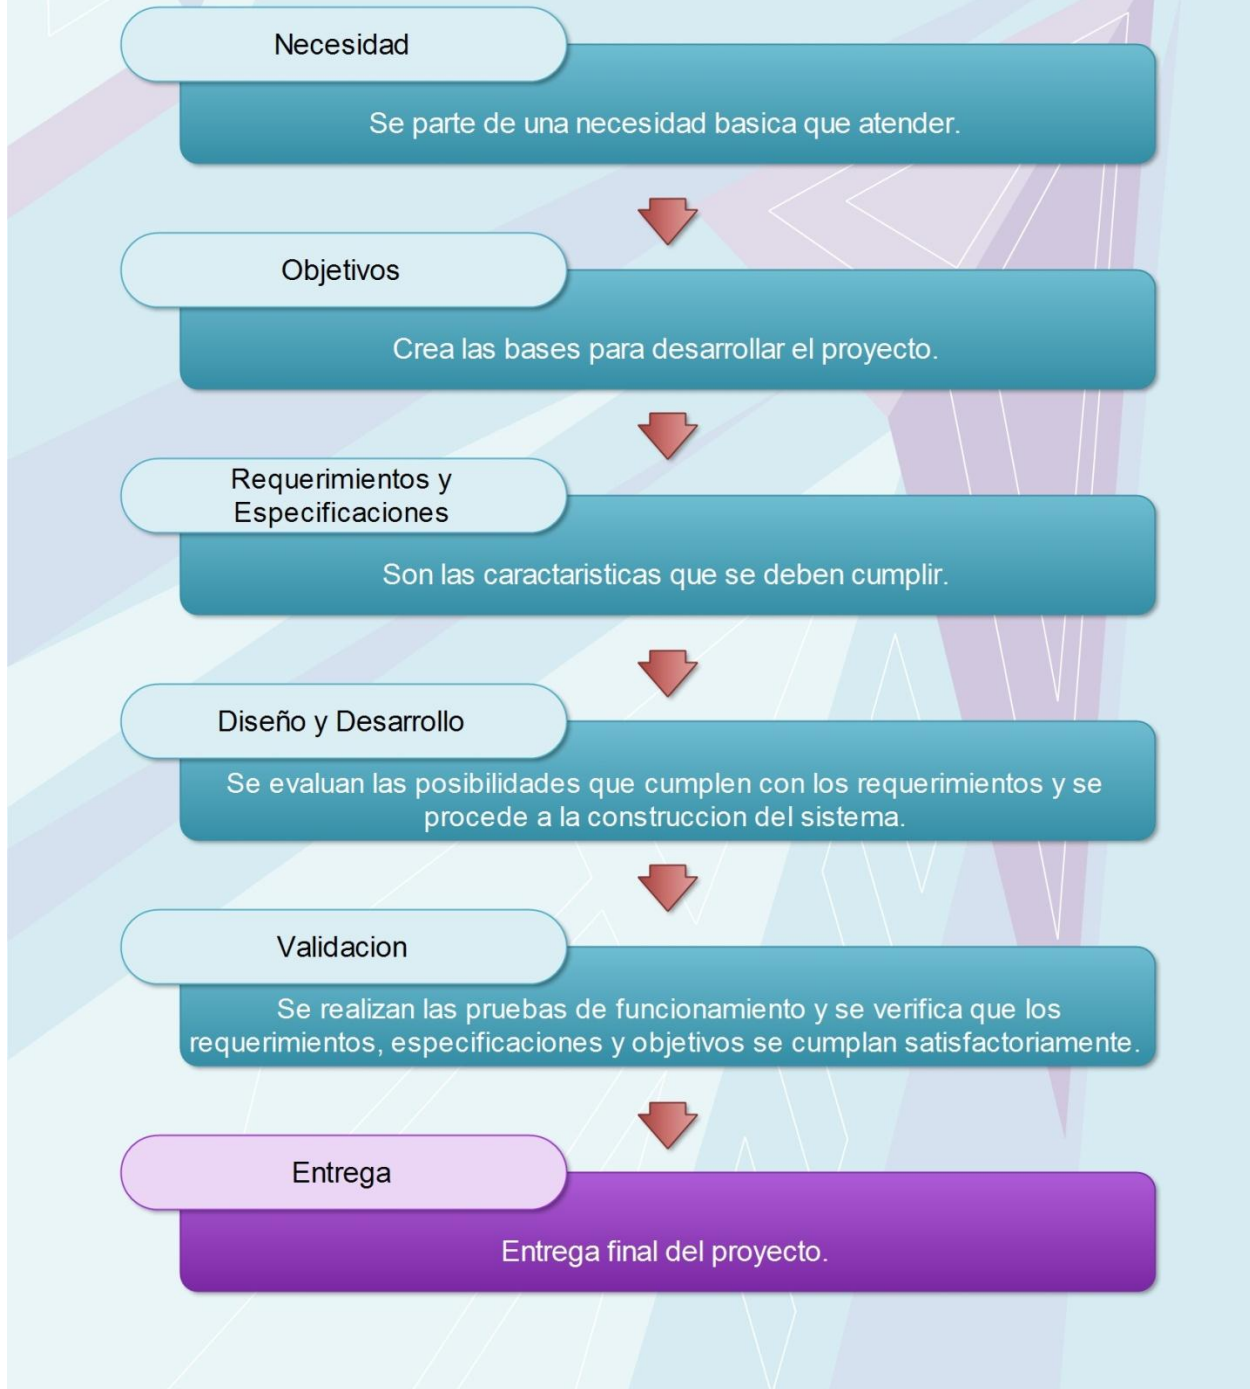 Necesidad
Se parte de una necesidad basica que atender.
Objetivos
Crea las bases para desarrollar el proyecto.
Requerimientos y
Especificaciones
Son las caractaristicas que se deben cumplir.
Diseño y Desarrollo
Se evaluan las posibilidades que cumplen con los requerimientos y se
procede a la construccion del sistema.
Validacion
Se realizan las pruebas de funcionamiento y se verifica que los
requerimientos, especificaciones y objetivos se cumplan satisfactoriamente.
Entrega
Entrega final del proyecto.